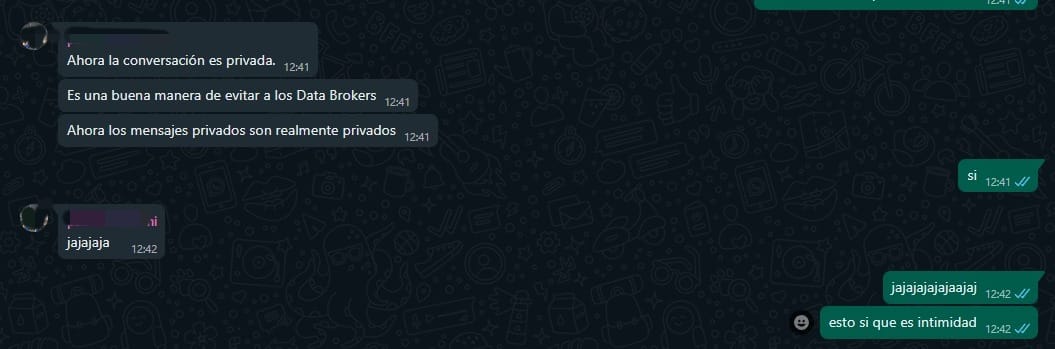 12:41
Ahora la conversación es privada. 12:41
Es una buena manera de evitar a los Data Brokers 12:41
Ahora los mensajes privados son realmente privados 12:41
si 12:41
jajajaja 12:42
jajajajajajaajaj 12:42
esto si que es intimidad 12:42